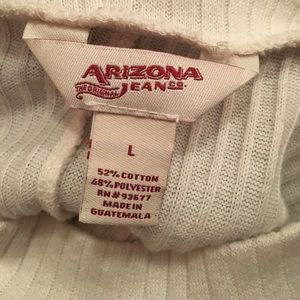 ARIZONA
THE ORIGINAL JEAN CO.
L
52% COTTON
48% POLYESTER
RN#93677
MADE IN
GUATEMALA